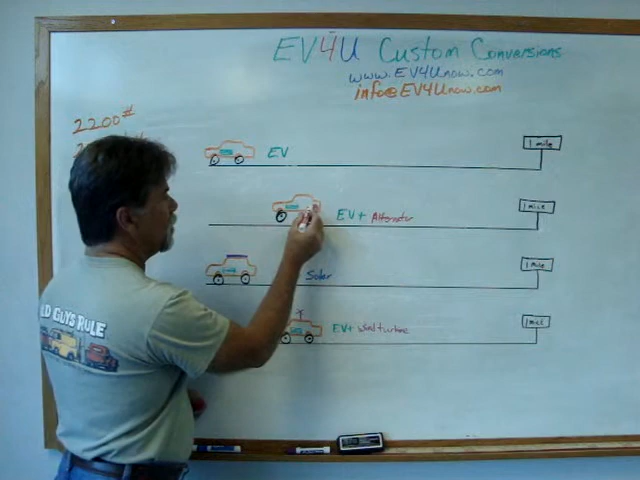 EV4U Custom Conversions
www.EV4Unow.com
info@EV4Unow.com
2200#
EV
1 mile
EV+ Alternator
1 mile
Solar
1 mile
EV+ Wind turbine
1 mile
LD GUYS RULE